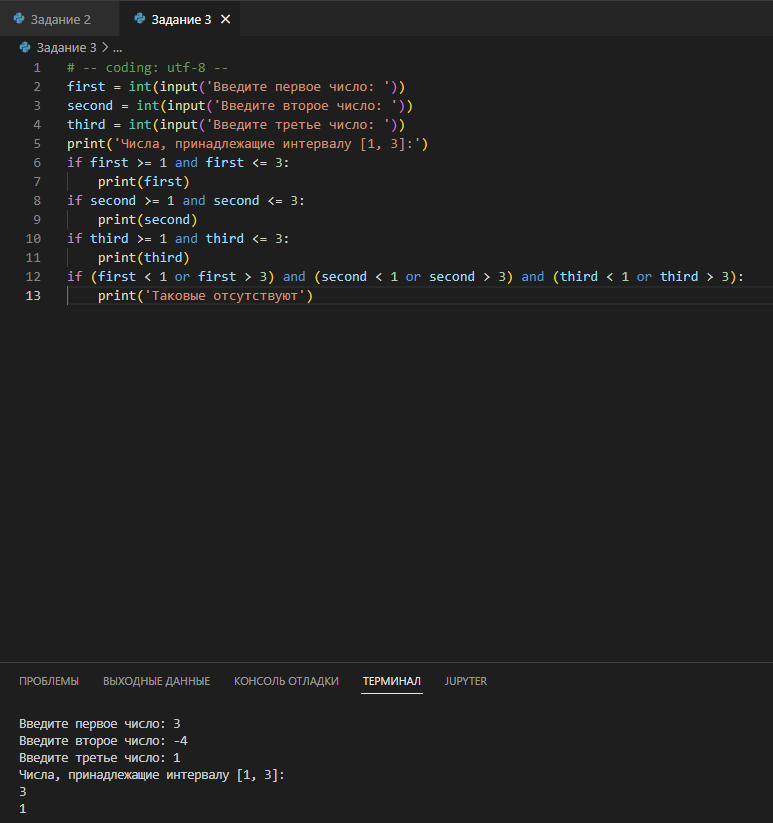 Задание 2 Задание 3 ✕
Задание 3 > ...
1 # -- coding: utf-8 --
2 first = int(input('Введите первое число: '))
3 second = int(input('Введите второе число: '))
4 third = int(input('Введите третье число: '))
5 print('Числа, принадлежащие интервалу [1, 3]:')
6 if first >= 1 and first <= 3:
7     print(first)
8 if second >= 1 and second <= 3:
9     print(second)
10 if third >= 1 and third <= 3:
11     print(third)
12 if (first < 1 or first > 3) and (second < 1 or second > 3) and (third < 1 or third > 3):
13     print('Таковые отсутствуют')
ПРОБЛЕМЫ ВЫХОДНЫЕ ДАННЫЕ КОНСОЛЬ ОТЛАДКИ ТЕРМИНАЛ JUPYTER
Введите первое число: 3
Введите второе число: -4
Введите третье число: 1
Числа, принадлежащие интервалу [1, 3]:
3
1